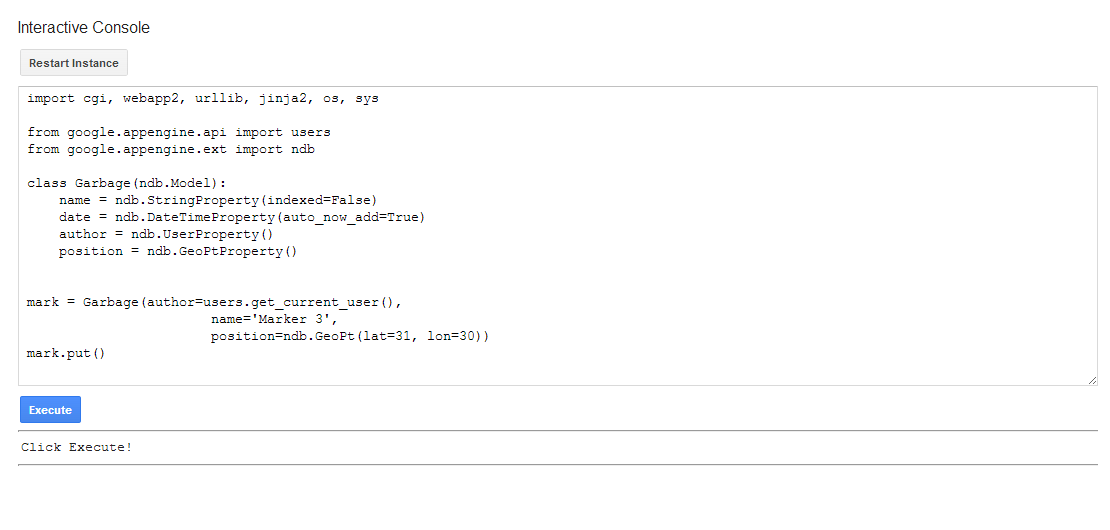 Interactive Console
Restart Instance
import cgi, webapp2, urllib, jinja2, os, sys
from google.appengine.api import users
from google.appengine.ext import ndb
class Garbage(ndb.Model):
    name = ndb.StringProperty(indexed=False)
    date = ndb.DateTimeProperty(auto_now_add=True)
    author = ndb.UserProperty()
    position = ndb.GeoPtProperty()
mark = Garbage(author=users.get_current_user(),
                       name='Marker 3',
                       position=ndb.GeoPt(lat=31, lon=30))
mark.put()
Execute
Click Execute!